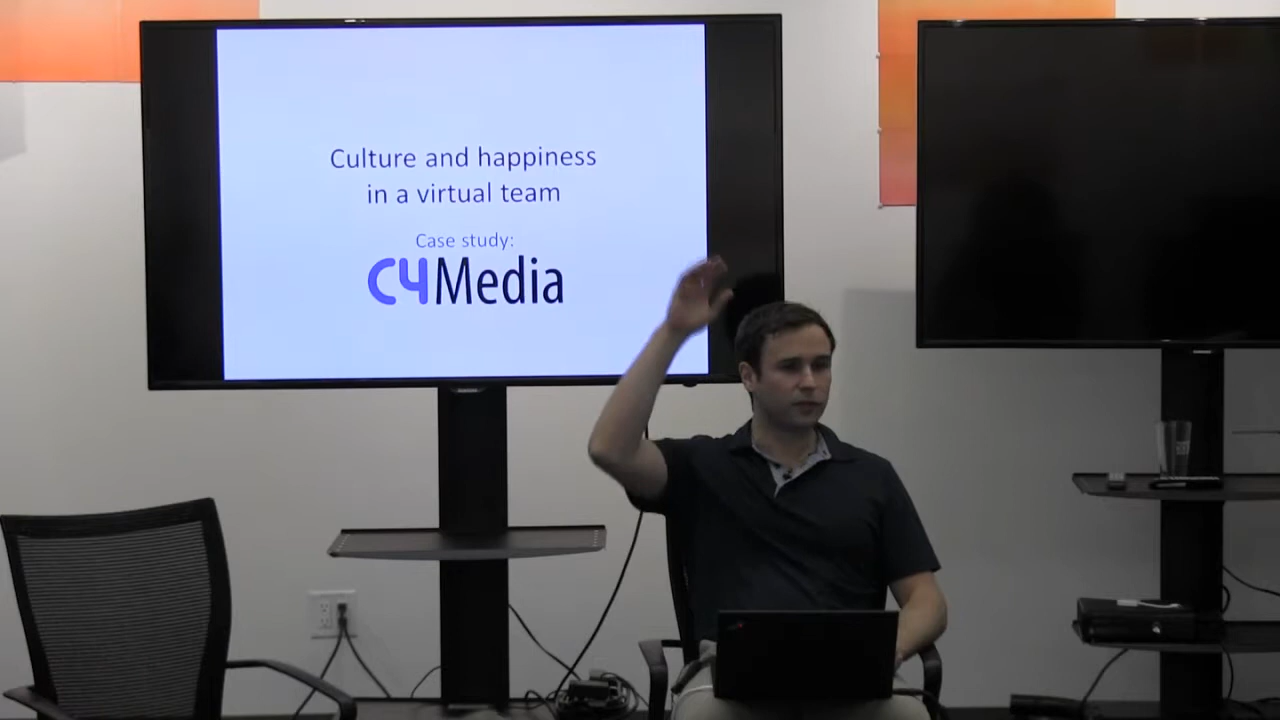 Culture and happiness
in a virtual team
Case study:
C4Media